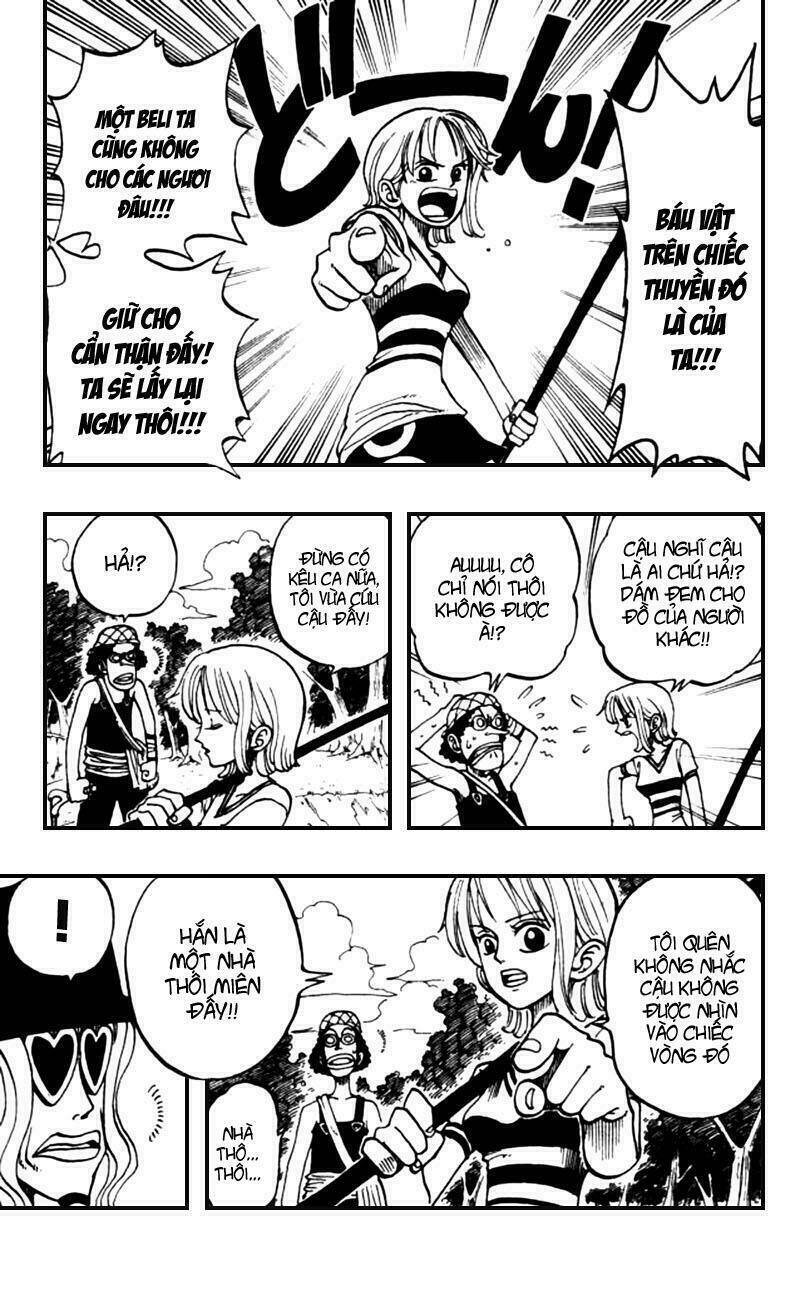 どーん!
BÁU VẬT
TRÊN CHIẾC
THUYỀN ĐÓ
LÀ CỦA
TA!!!
MỘT BELI TA
CŨNG KHÔNG
CHO CÁC NGƯƠI
ĐÂU!!!
GIỮ CHO
CẨN THẬN ĐẤY!
TA SẼ LẤY LẠI
NGAY THÔI!!!
CẬU NGHĨ CẬU
LÀ AI CHỨ HẢ!?
DÁM ĐEM CHO
ĐỒ CỦA NGƯỜI
KHÁC!!
AUUUU, CÔ
CHỈ NÓI THÔI
KHÔNG ĐƯỢC
À!?
ĐỪNG CÓ
KÊU CA NỮA,
TÔI VỪA CỨU
CẬU ĐẤY!
HẢ!?
TÔI QUÊN
KHÔNG NHẮC
CẬU KHÔNG
ĐƯỢC NHÌN
VÀO CHIẾC
VÒNG ĐÓ
HẮN LÀ
MỘT NHÀ
THÔI MIÊN
ĐẤY!!
NHÀ
THÔ...
THÔI...
!